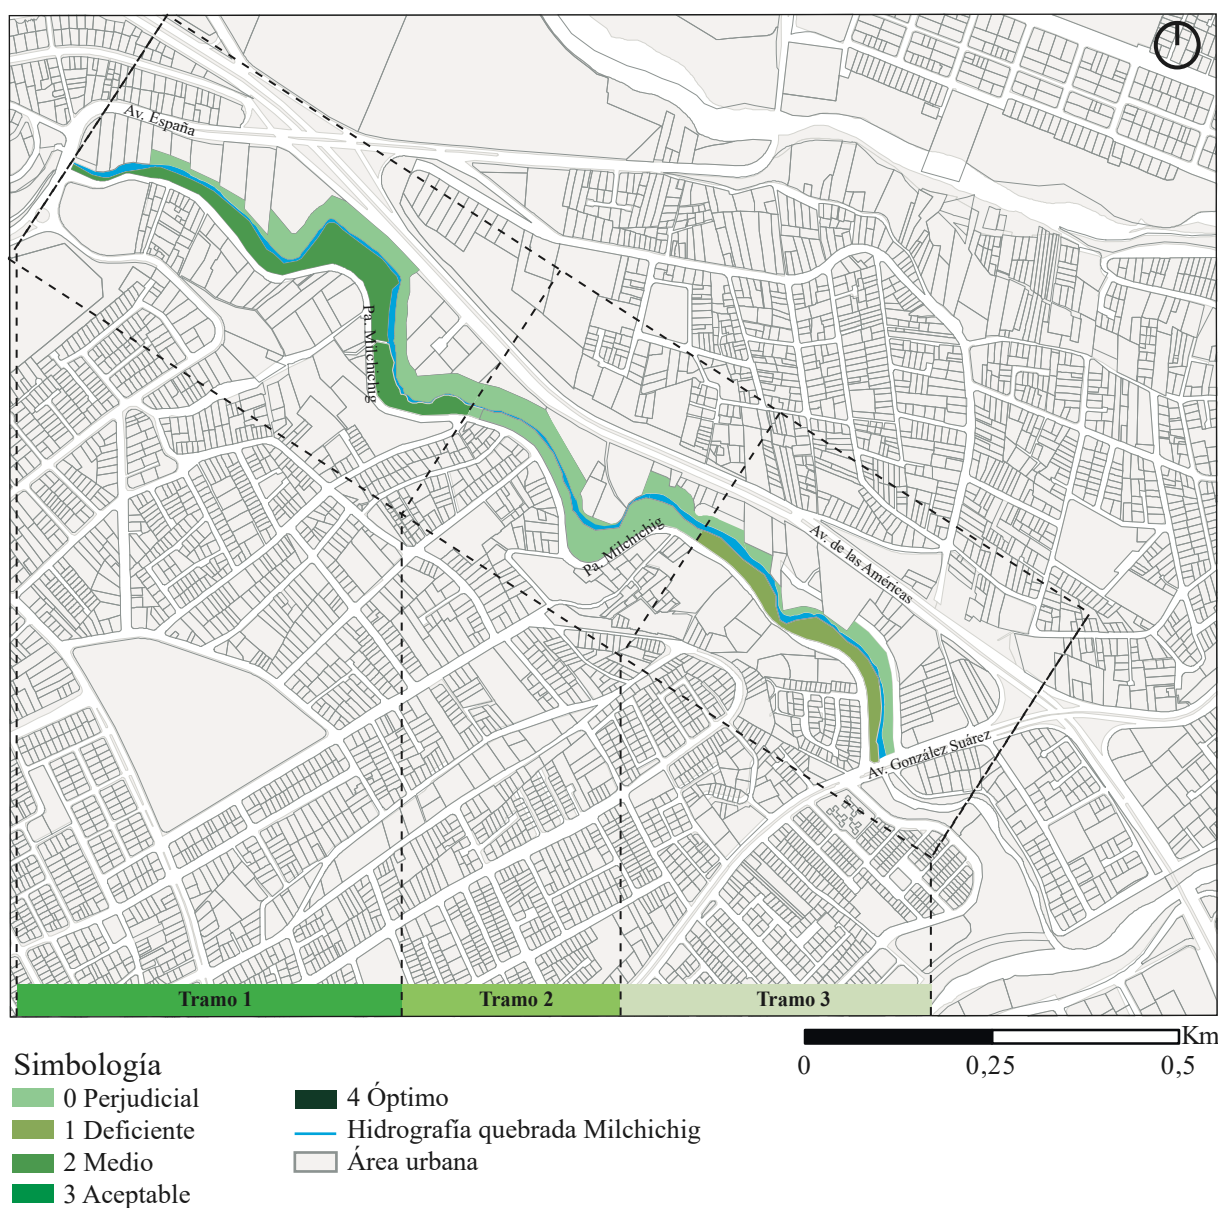 Av. España
Pa. Milchichig
Pa. Milchichig
Av. de las Américas
Av. González Suárez
Tramo 1
Tramo 2
Tramo 3
Km
0
0,25
0,5
Simbología
0 Perjudicial
1 Deficiente
2 Medio
3 Aceptable
4 Óptimo
Hidrografía quebrada Milchichig
Área urbana